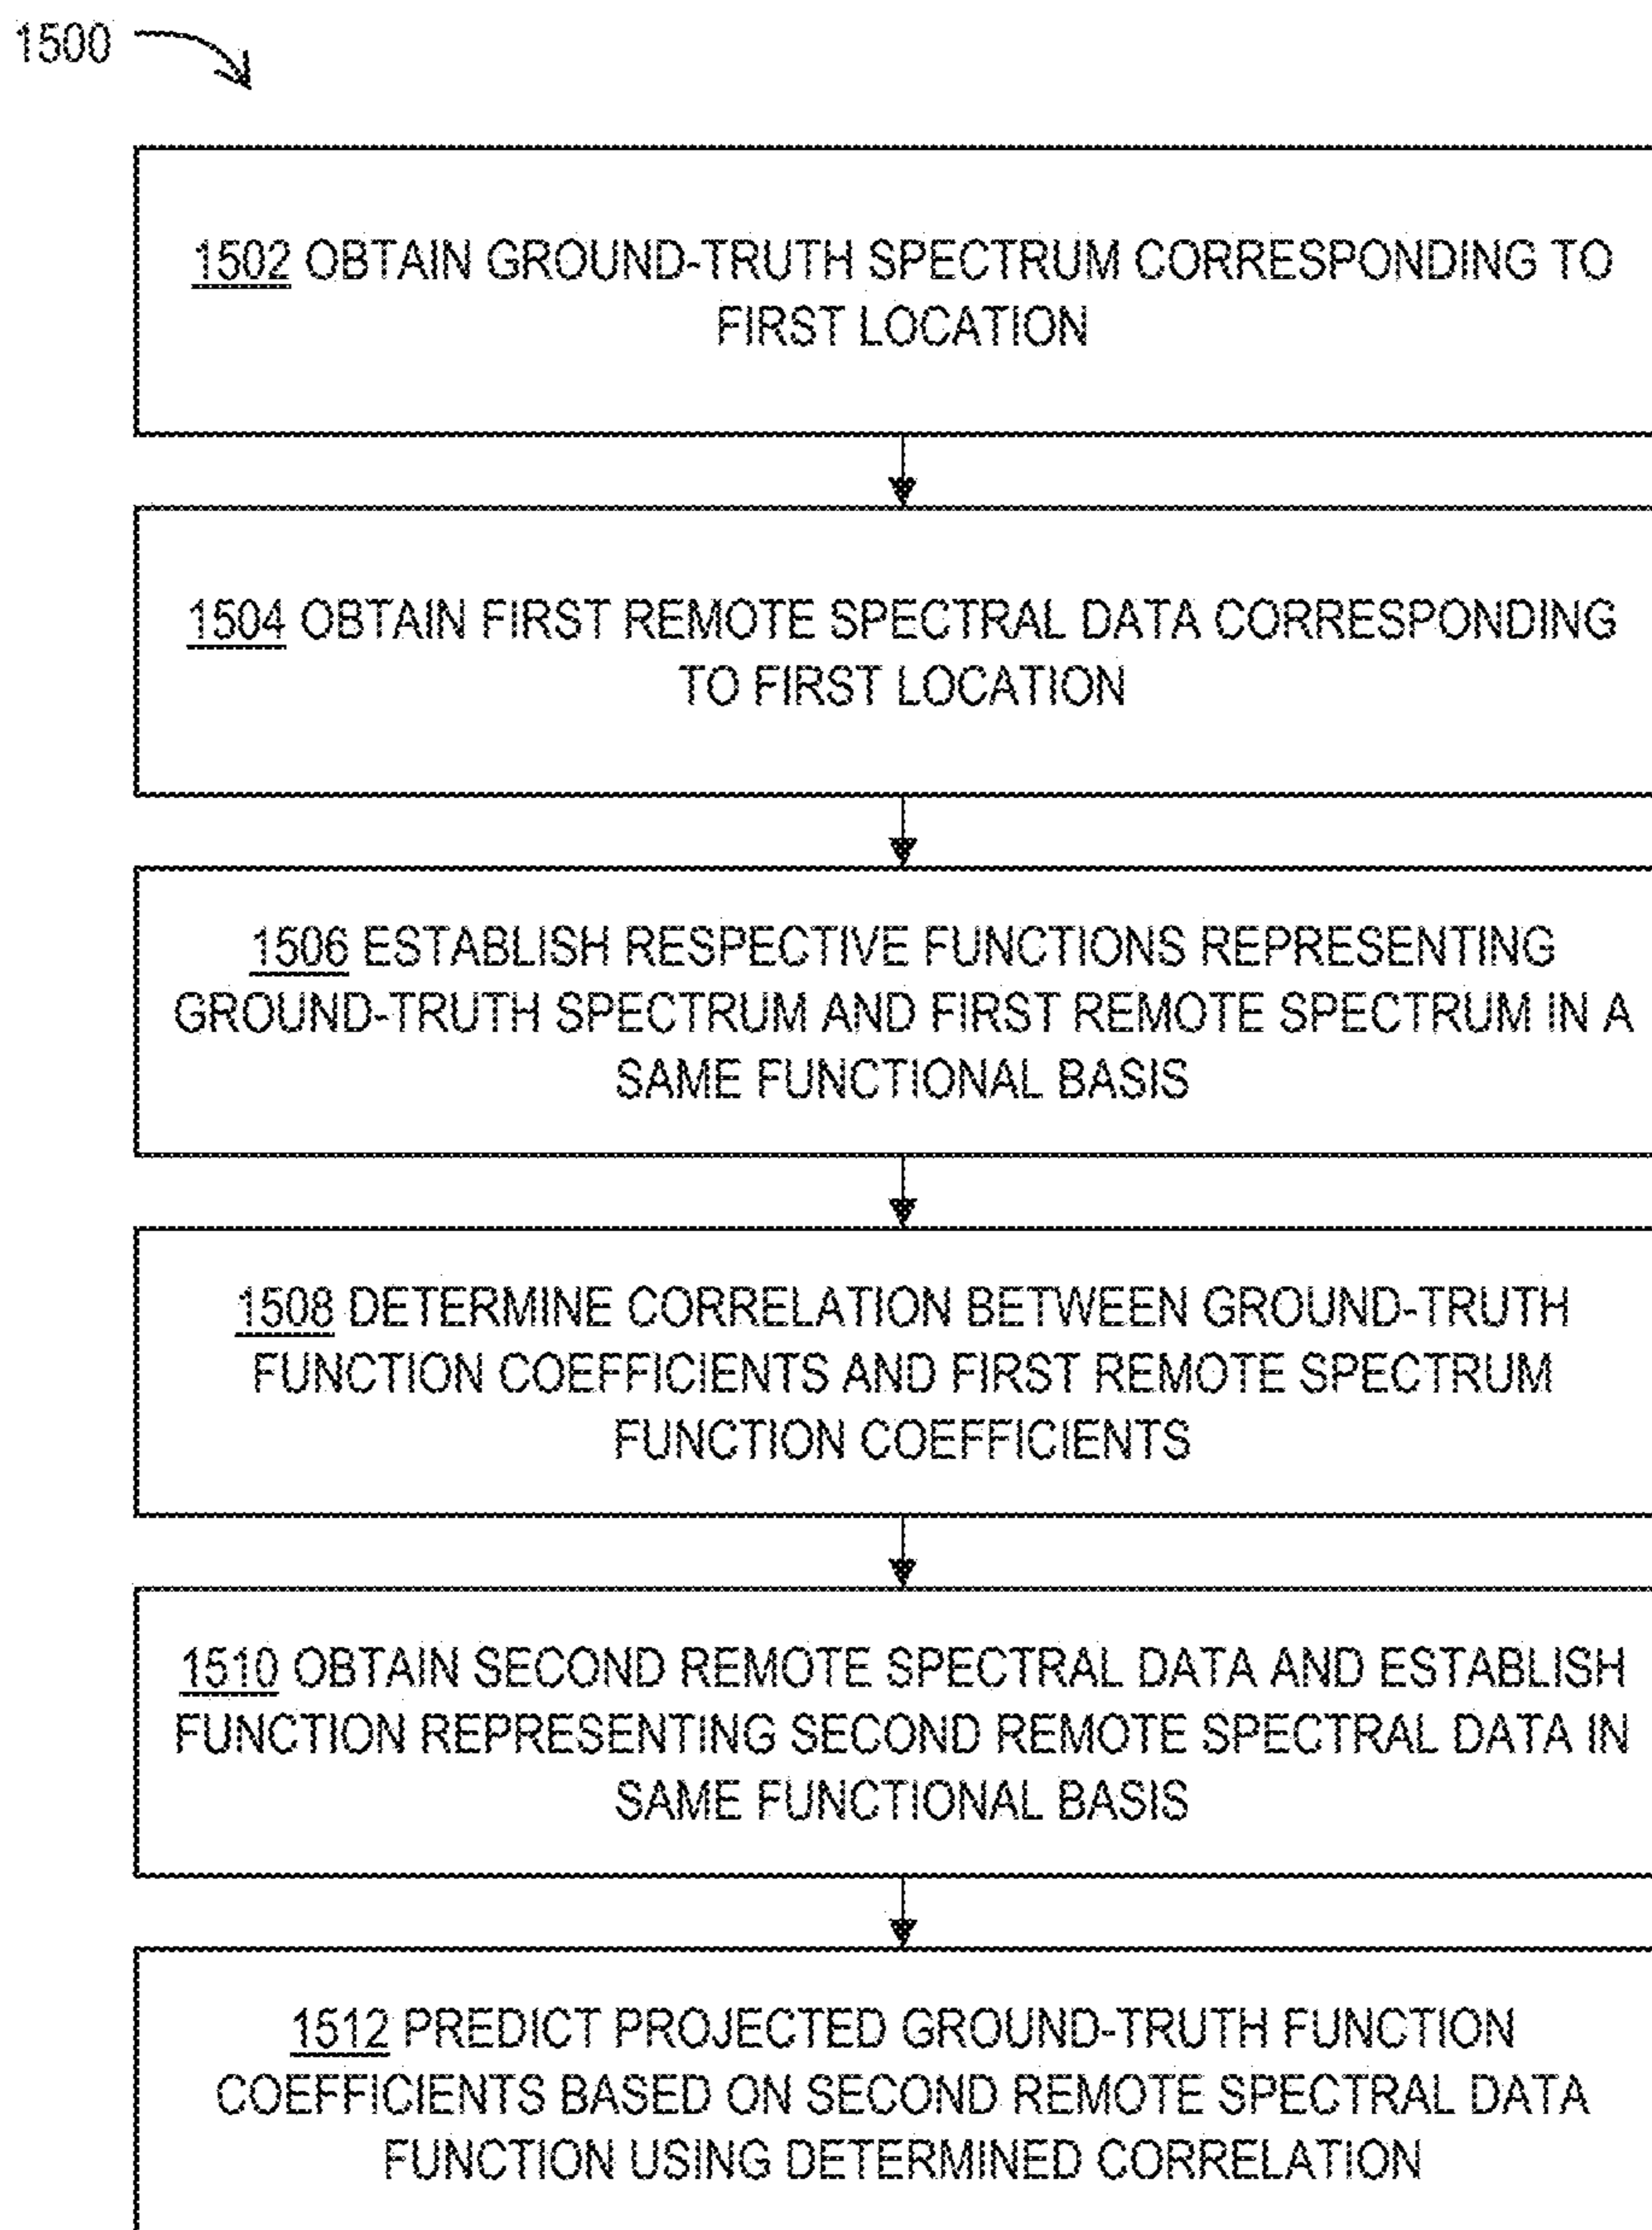 1500
1502 OBTAIN GROUND-TRUTH SPECTRUM CORRESPONDING TO
FIRST LOCATION
1504 OBTAIN FIRST REMOTE SPECTRAL DATA CORRESPONDING
TO FIRST LOCATION
1506 ESTABLISH RESPECTIVE FUNCTIONS REPRESENTING
GROUND-TRUTH SPECTRUM AND FIRST REMOTE SPECTRUM IN A
SAME FUNCTIONAL BASIS
1508 DETERMINE CORRELATION BETWEEN GROUND-TRUTH
FUNCTION COEFFICIENTS AND FIRST REMOTE SPECTRUM
FUNCTION COEFFICIENTS
1510 OBTAIN SECOND REMOTE SPECTRAL DATA AND ESTABLISH
FUNCTION REPRESENTING SECOND REMOTE SPECTRAL DATA IN
SAME FUNCTIONAL BASIS
1512 PREDICT PROJECTED GROUND-TRUTH FUNCTION
COEFFICIENTS BASED ON SECOND REMOTE SPECTRAL DATA
FUNCTION USING DETERMINED CORRELATION